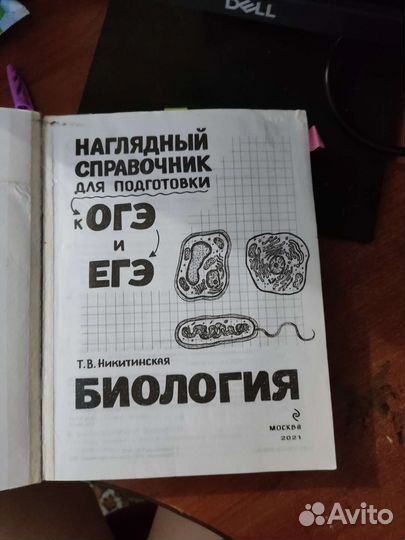 DELL
НАГЛЯДНЫЙ
СПРАВОЧНИК
ДЛЯ ПОДГОТОВКИ
К ОГЭ
И
ЕГЭ
Т.В.Никитинская
БИОЛОГИЯ
МОСКВА
2021
Avito